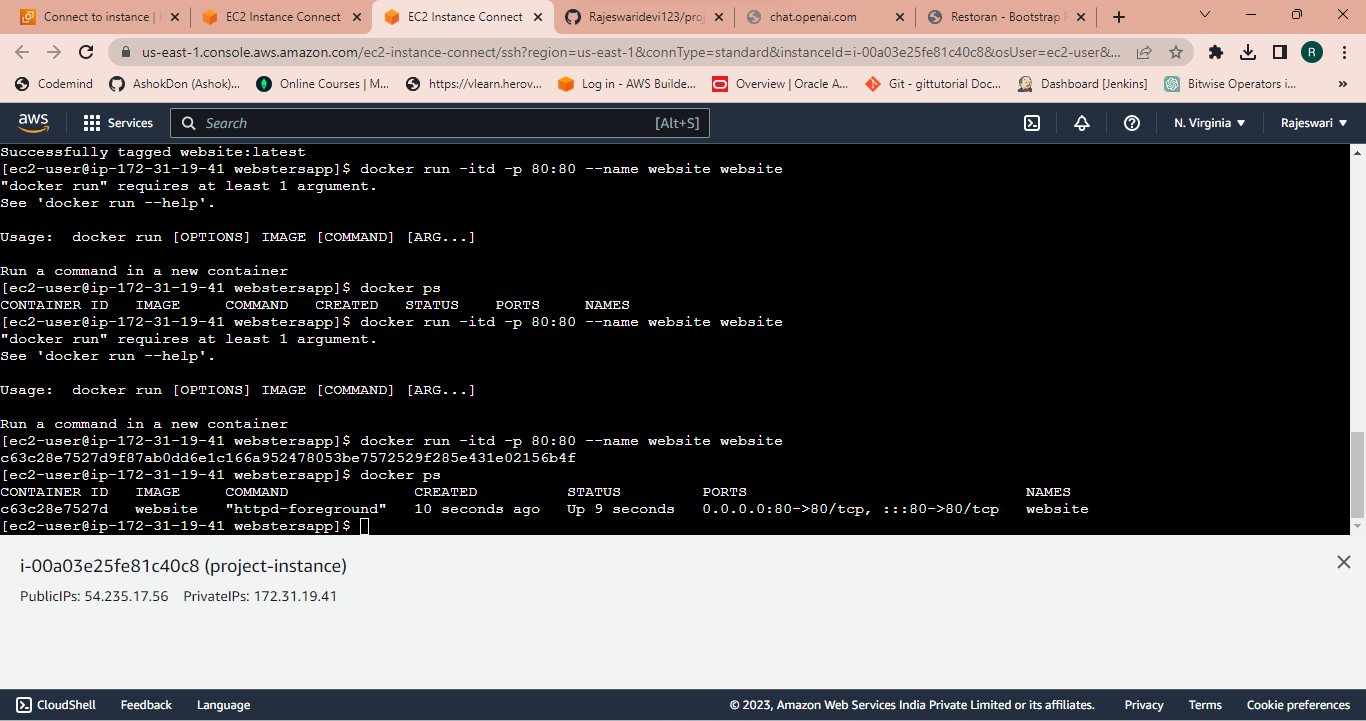 Connect to instance |
EC2 Instance Connect
EC2 Instance Connect
Rajeswaridevi123/proj
chat.openai.com
Restoran - Bootstrap
us-east-1.console.aws.amazon.com/ec2-instance-connect/ssh?region=us-east-1&connType=standard&instanceId=i-00a03e25fe81c40c8&osUser=ec2-user&...
R
Codemind
AshokDon (Ashok)...
Online Courses | M...
https://vlearn.herov...
Log in - AWS Builde...
Overview | Oracle A...
Git - gittutorial Doc...
Dashboard [Jenkins]
Bitwise Operators i...
»
aws
Services
Search
[Alt+S]
N. Virginia
Rajeswari
Successfully tagged website:latest
[ec2-user@ip-172-31-19-41 webstersapp]$ docker run -itd -p 80:80 --name website website
"docker run" requires at least 1 argument.
See 'docker run --help'.
Usage:  docker run [OPTIONS] IMAGE [COMMAND] [ARG...]
Run a command in a new container
[ec2-user@ip-172-31-19-41 webstersapp]$ docker ps
CONTAINER ID   IMAGE     COMMAND   CREATED   STATUS    PORTS     NAMES
[ec2-user@ip-172-31-19-41 webstersapp]$ docker run -itd -p 80:80 --name website website
"docker run" requires at least 1 argument.
See 'docker run --help'.
Usage:  docker run [OPTIONS] IMAGE [COMMAND] [ARG...]
Run a command in a new container
[ec2-user@ip-172-31-19-41 webstersapp]$ docker run -itd -p 80:80 --name website website
c63c28e7527d9f87ab0dd6e1c166a952478053be7572529f285e431e02156b4f
[ec2-user@ip-172-31-19-41 webstersapp]$ docker ps
CONTAINER ID   IMAGE     COMMAND              CREATED          STATUS         PORTS                               NAMES
c63c28e7527d   website   "httpd-foreground"   10 seconds ago   Up 9 seconds   0.0.0.0:80->80/tcp, :::80->80/tcp   website
[ec2-user@ip-172-31-19-41 webstersapp]$
i-00a03e25fe81c40c8 (project-instance)
PublicIPs: 54.235.17.56   PrivateIPs: 172.31.19.41
CloudShell
Feedback
Language
© 2023, Amazon Web Services India Private Limited or its affiliates.
Privacy
Terms
Cookie preferences